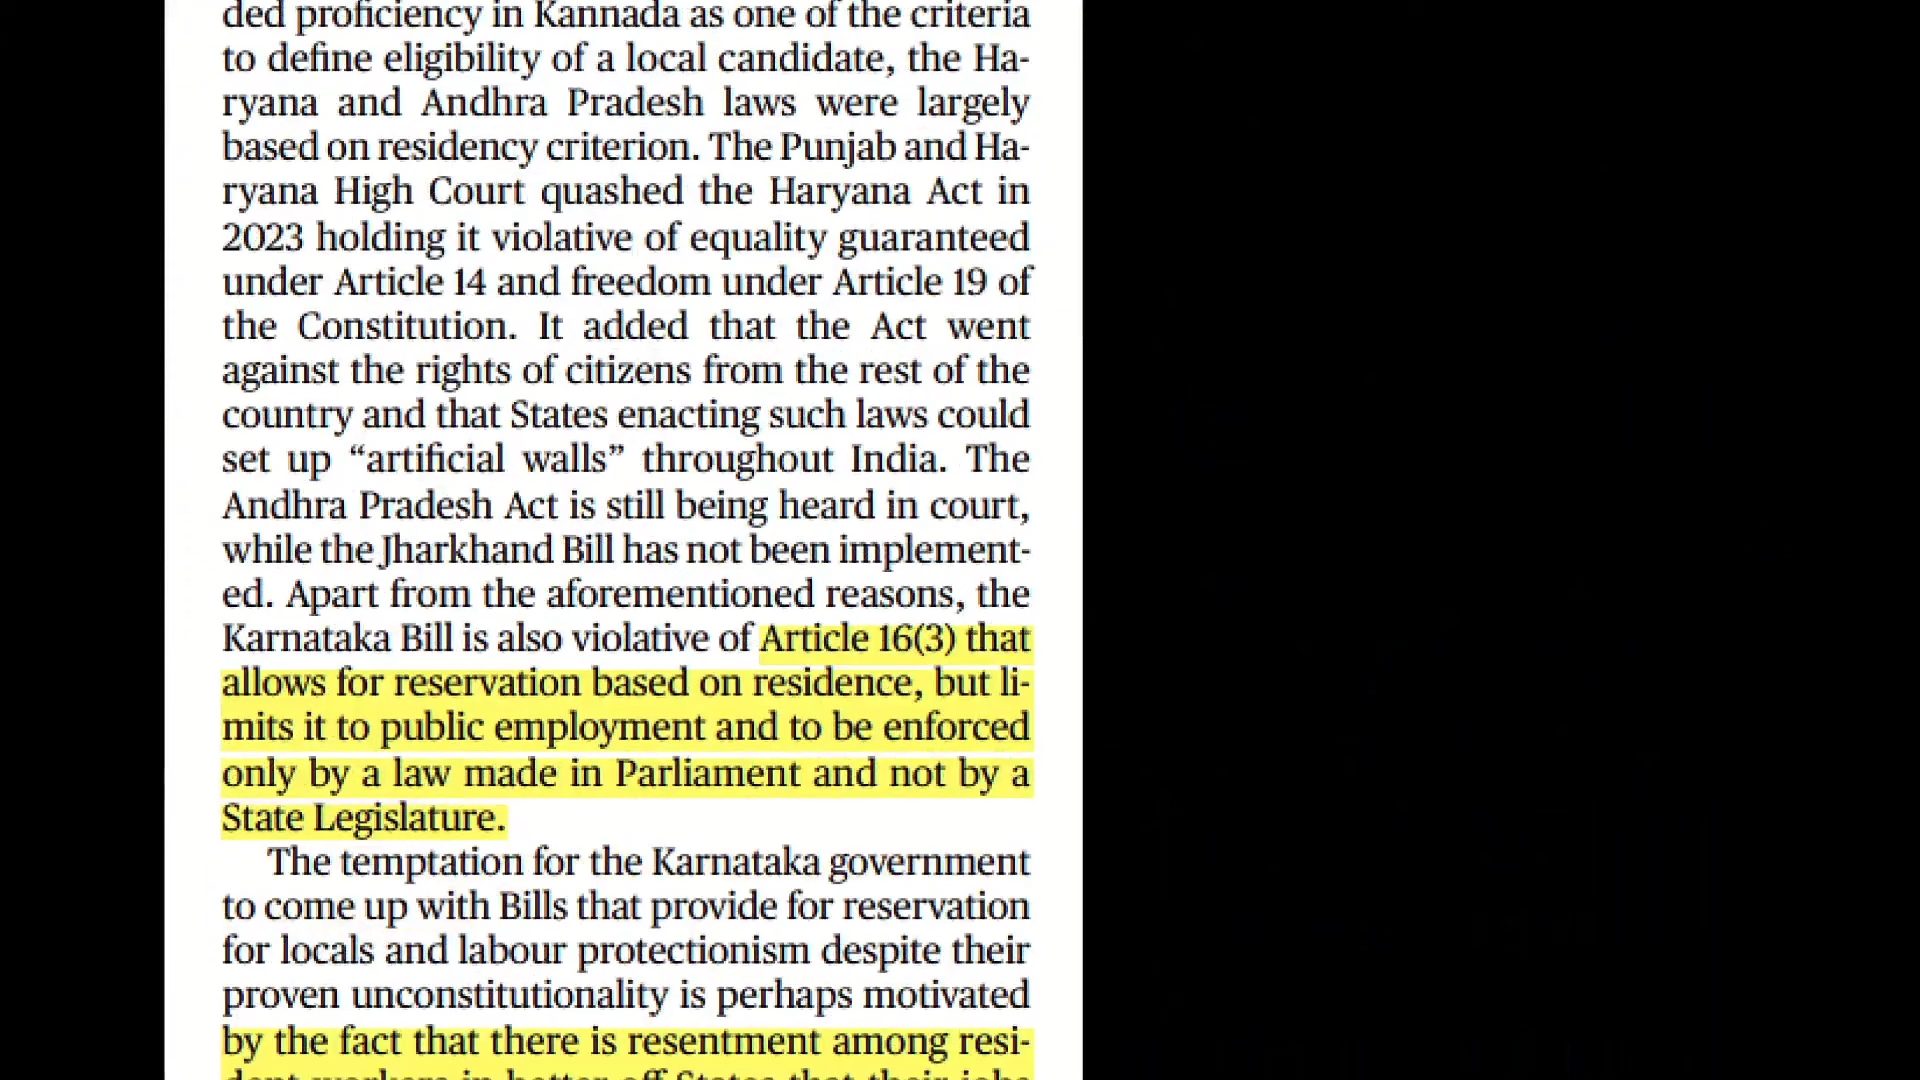 ded proficiency in Kannada as one of the criteria
to define eligibility of a local candidate, the Ha-
ryana and Andhra Pradesh laws were largely
based on residency criterion. The Punjab and Ha-
ryana High Court quashed the Haryana Act in
2023 holding it violative of equality guaranteed
under Article 14 and freedom under Article 19 of
the Constitution. It added that the Act went
against the rights of citizens from the rest of the
country and that States enacting such laws could
set up “artificial walls” throughout India. The
Andhra Pradesh Act is still being heard in court,
while the Jharkhand Bill has not been implement-
ed. Apart from the aforementioned reasons, the
Karnataka Bill is also violative of Article 16(3) that
allows for reservation based on residence, but li-
mits it to public employment and to be enforced
only by a law made in Parliament and not by a
State Legislature.
The temptation for the Karnataka government
to come up with Bills that provide for reservation
for locals and labour protectionism despite their
proven unconstitutionality is perhaps motivated
by the fact that there is resentment among resi-
dent workers in better off States that their jobs